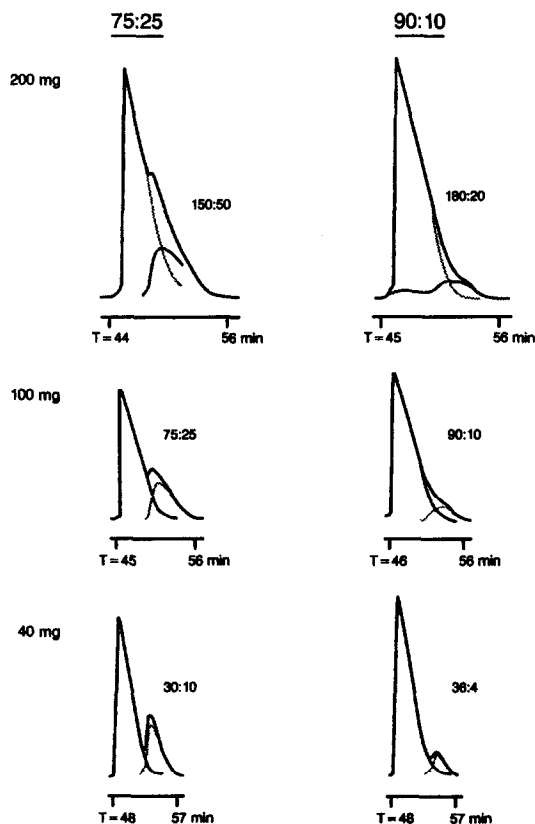 75:25 90:10
200 mg
150:50 180:20
T = 44 56 min T = 45 56 min
100 mg
75:25 90:10
T = 45 56 min T = 46 56 min
40 mg
30:10 36:4
T = 48 57 min T = 48 57 min